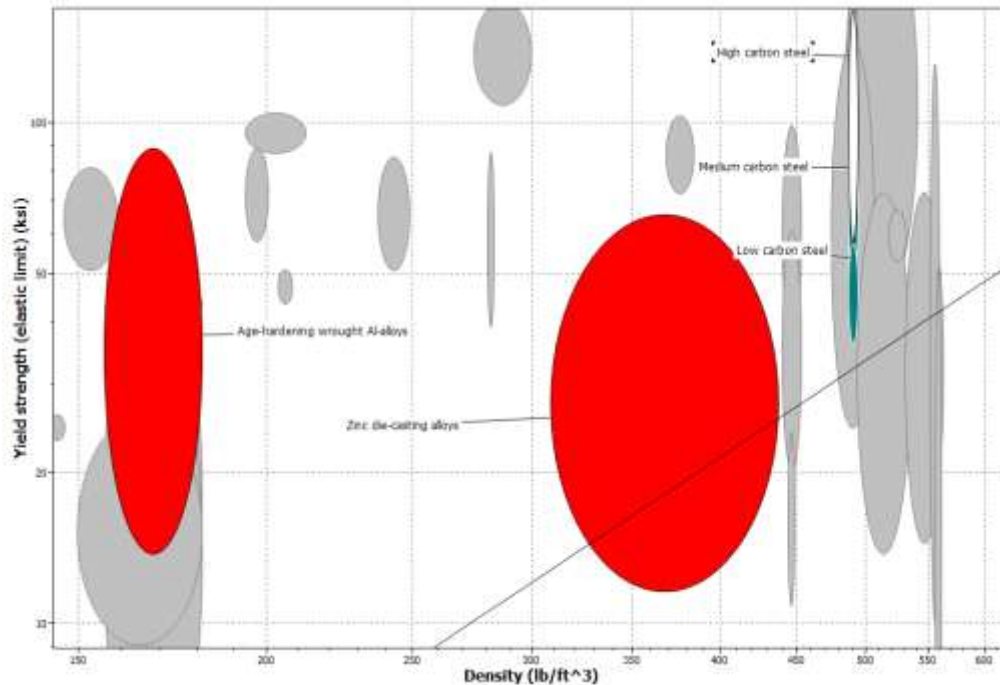 High carbon steel
100
Medium carbon steel
Low carbon steel
50
Age-hardening wrought Al-alloys
Zinc die-casting alloys
25
10
Yield strength (elastic limit) (ksi)
150
200
250
300
350
400
450
500
550
600
Density (lb/ft^3)